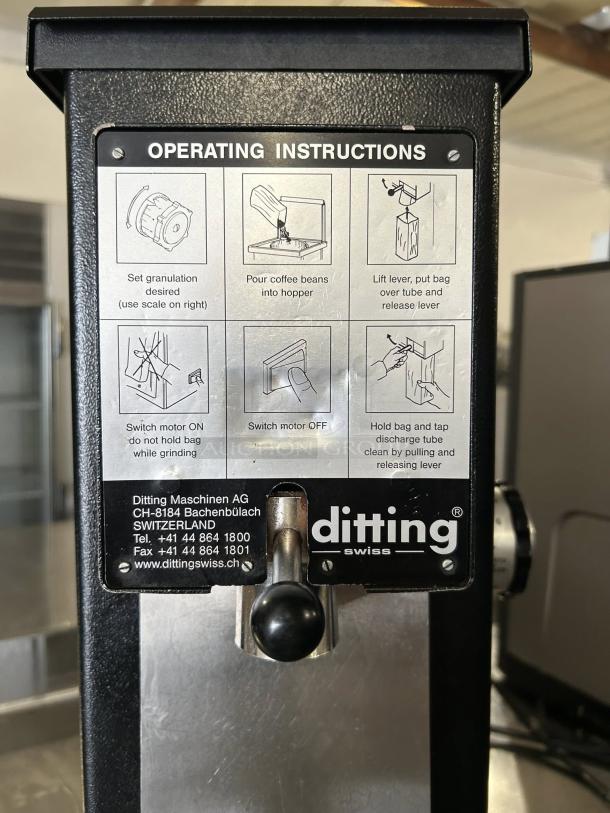 OPERATING INSTRUCTIONS
Set granulation
desired
(use scale on right)
Pour coffee beans
into hopper
Lift lever, put bag
over tube and
release lever
Switch motor ON
do not hold bag
while grinding
Switch motor OFF
Hold bag and tap
discharge tube
clean by pulling and
releasing lever
AUCTION GROUP
Ditting Maschinen AG
CH-8184 Bachenbülach
SWITZERLAND
Tel. +41 44 864 1800
Fax +41 44 864 1801
www.dittingswiss.ch
ditting®
swiss